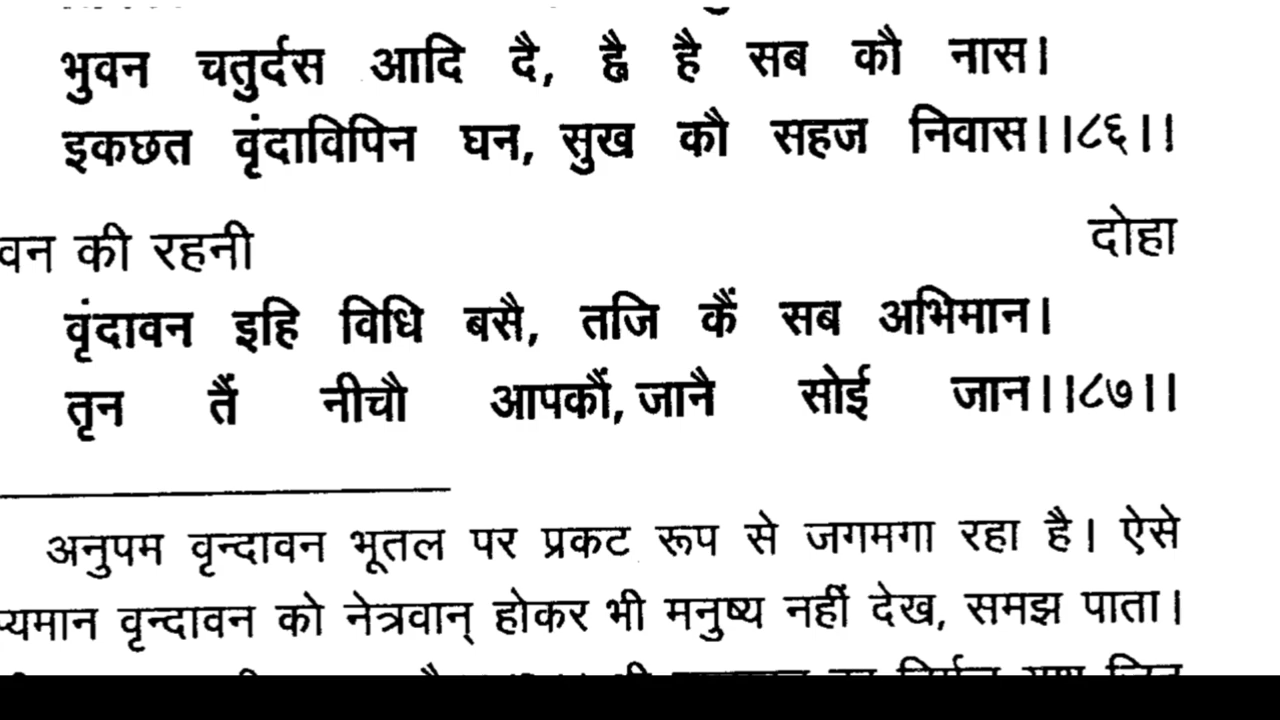 भुवन चतुर्दस आदि दै, ह्वै है सब कौ नास।
इकछत वृंदाविपिन घन, सुख कौ सहज निवास।।८६।।
वन की रहनी दोहा
वृंदावन इहि विधि बसै, तजि कैं सब अभिमान।
तृन तैं नीचौ आपकौं, जानै सोई जान।।८७।।
अनुपम वृन्दावन भूतल पर प्रकट रूप से जगमगा रहा है। ऐसे
प्यमान वृन्दावन को नेत्रवान् होकर भी मनुष्य नहीं देख, समझ पाता।